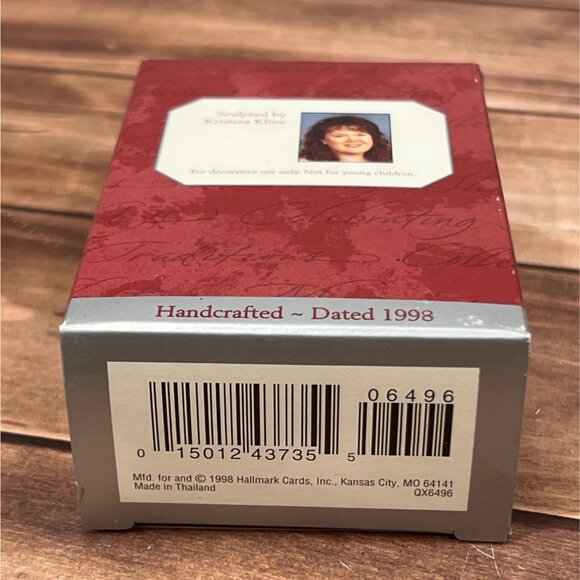 Sculpted by
Kristina Kline
For decorative use only. Not for young children.
Celebrating
Traditions
Handcrafted ~ Dated 1998
06496
0 15012 43735 5
Mfd. for and © 1998 Hallmark Cards, Inc., Kansas City, MO 64141
Made in Thailand QX6496